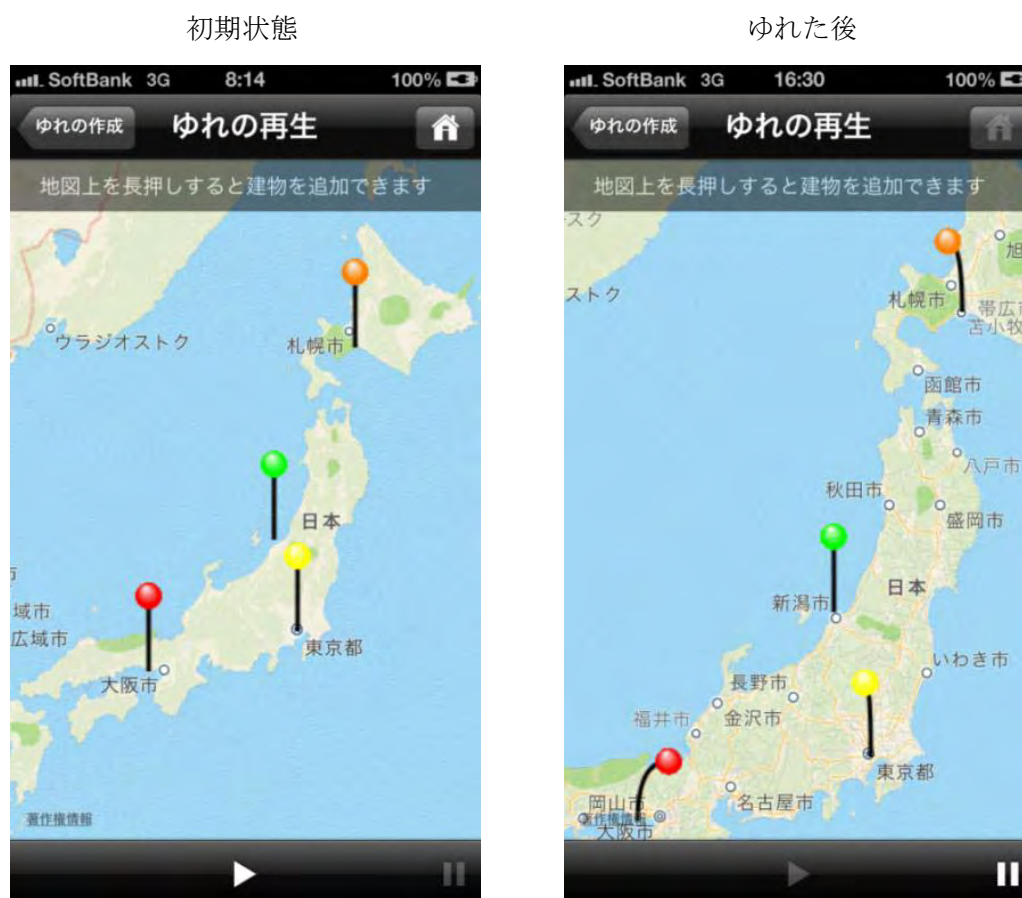 初期状態
ゆれた後
SoftBank 3G 8:14 100%
ゆれの作成 ゆれの再生
地図上を長押しすると建物を追加できます
ウラジオストク
札幌市
日本
域市
広域市
東京都
大阪市
著作権情報
SoftBank 3G 16:30 100%
ゆれの作成 ゆれの再生
地図上を長押しすると建物を追加できます
スク
ストク
旭
札幌市
帯広市
苫小牧
函館市
青森市
八戸市
秋田市
盛岡市
日本
新潟市
いわき市
長野市
福井市
金沢市
東京都
岡山市
名古屋市
著作権情報
大阪市